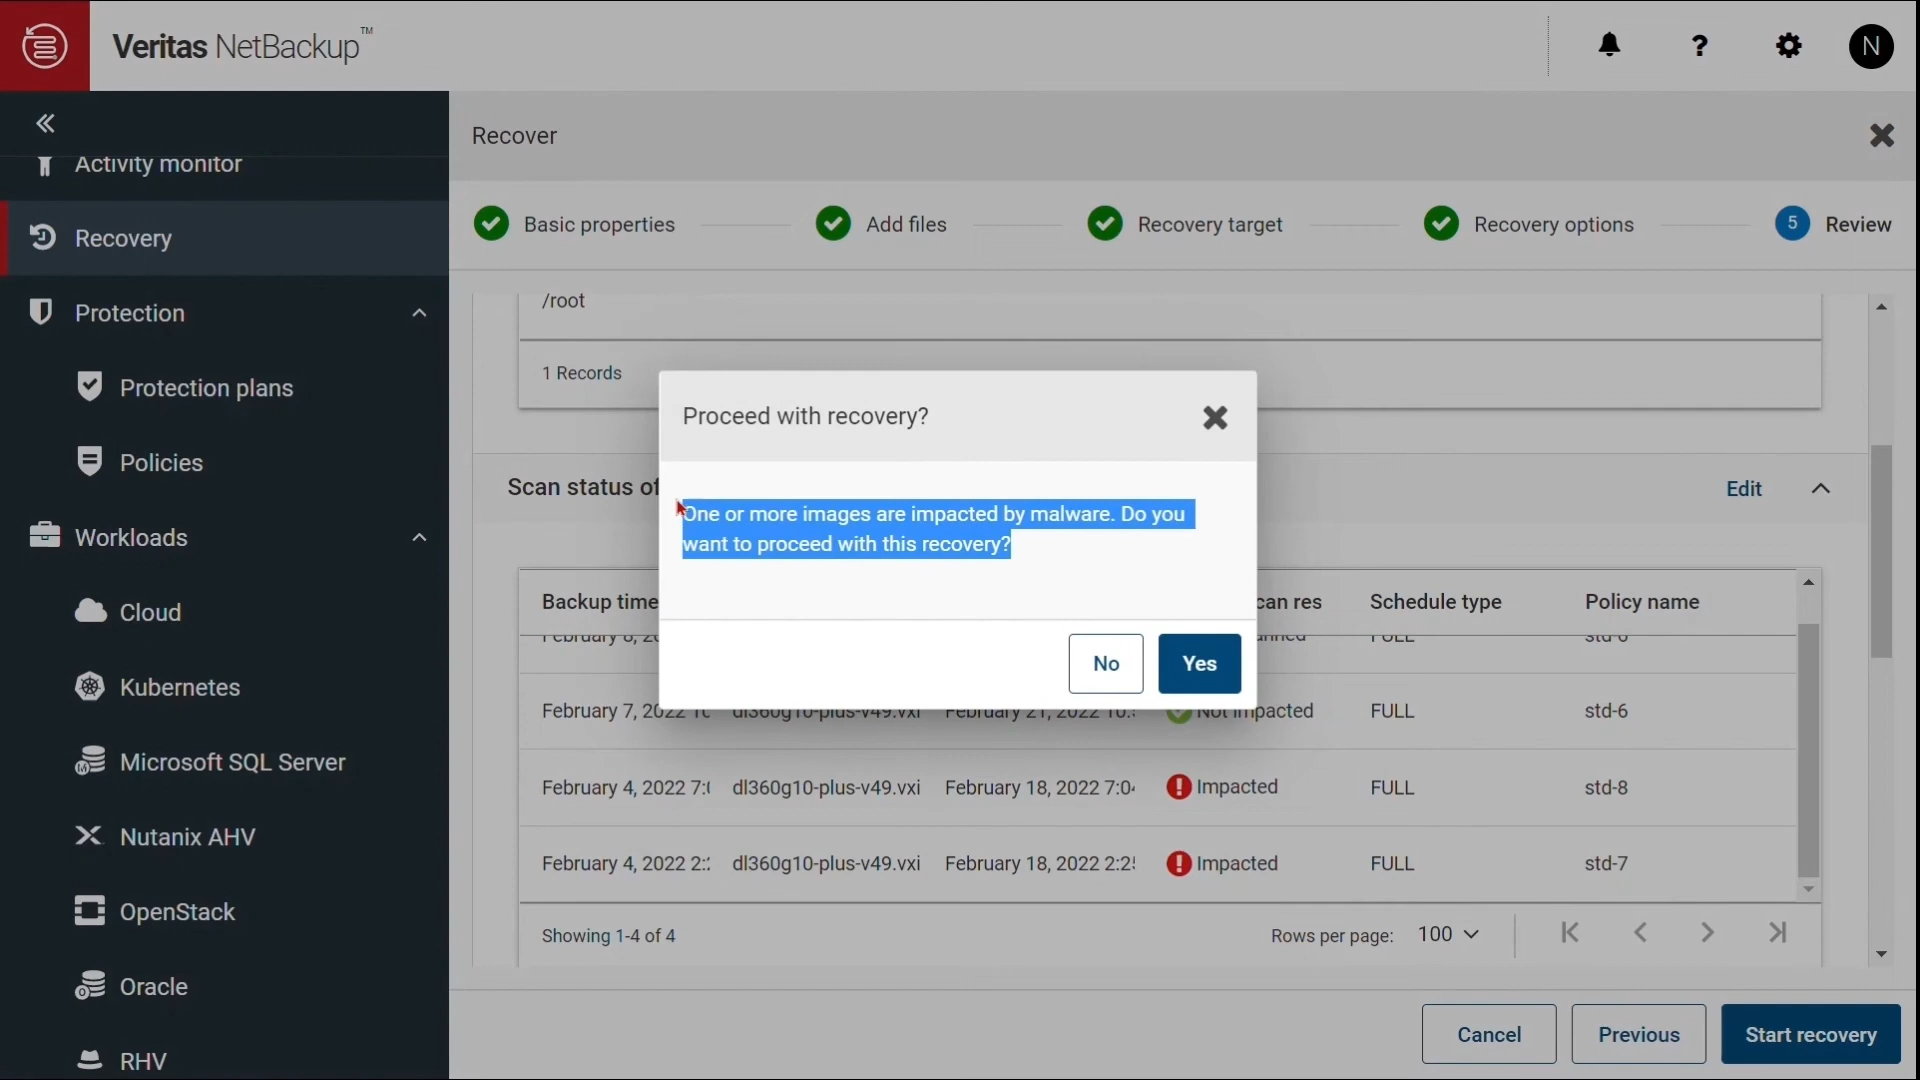 Veritas NetBackup™
?
N
Activity monitor
Recovery
Protection
Protection plans
Policies
Workloads
Cloud
Kubernetes
Microsoft SQL Server
Nutanix AHV
OpenStack
Oracle
RHV
Recover
Basic properties
Add files
Recovery target
Recovery options
5 Review
/root
1 Records
Scan status of
Edit
Proceed with recovery?
One or more images are impacted by malware. Do you
want to proceed with this recovery?
No
Yes
Backup time can res Schedule type Policy name
FULL std-6
February 7, 2022 dl360g10-plus-v49.vxi February 21, 2022 Not impacted FULL std-6
February 4, 2022 7:0 dl360g10-plus-v49.vxi February 18, 2022 7:0 Impacted FULL std-8
February 4, 2022 2:2 dl360g10-plus-v49.vxi February 18, 2022 2:2 Impacted FULL std-7
Showing 1-4 of 4
Rows per page: 100
Cancel
Previous
Start recovery